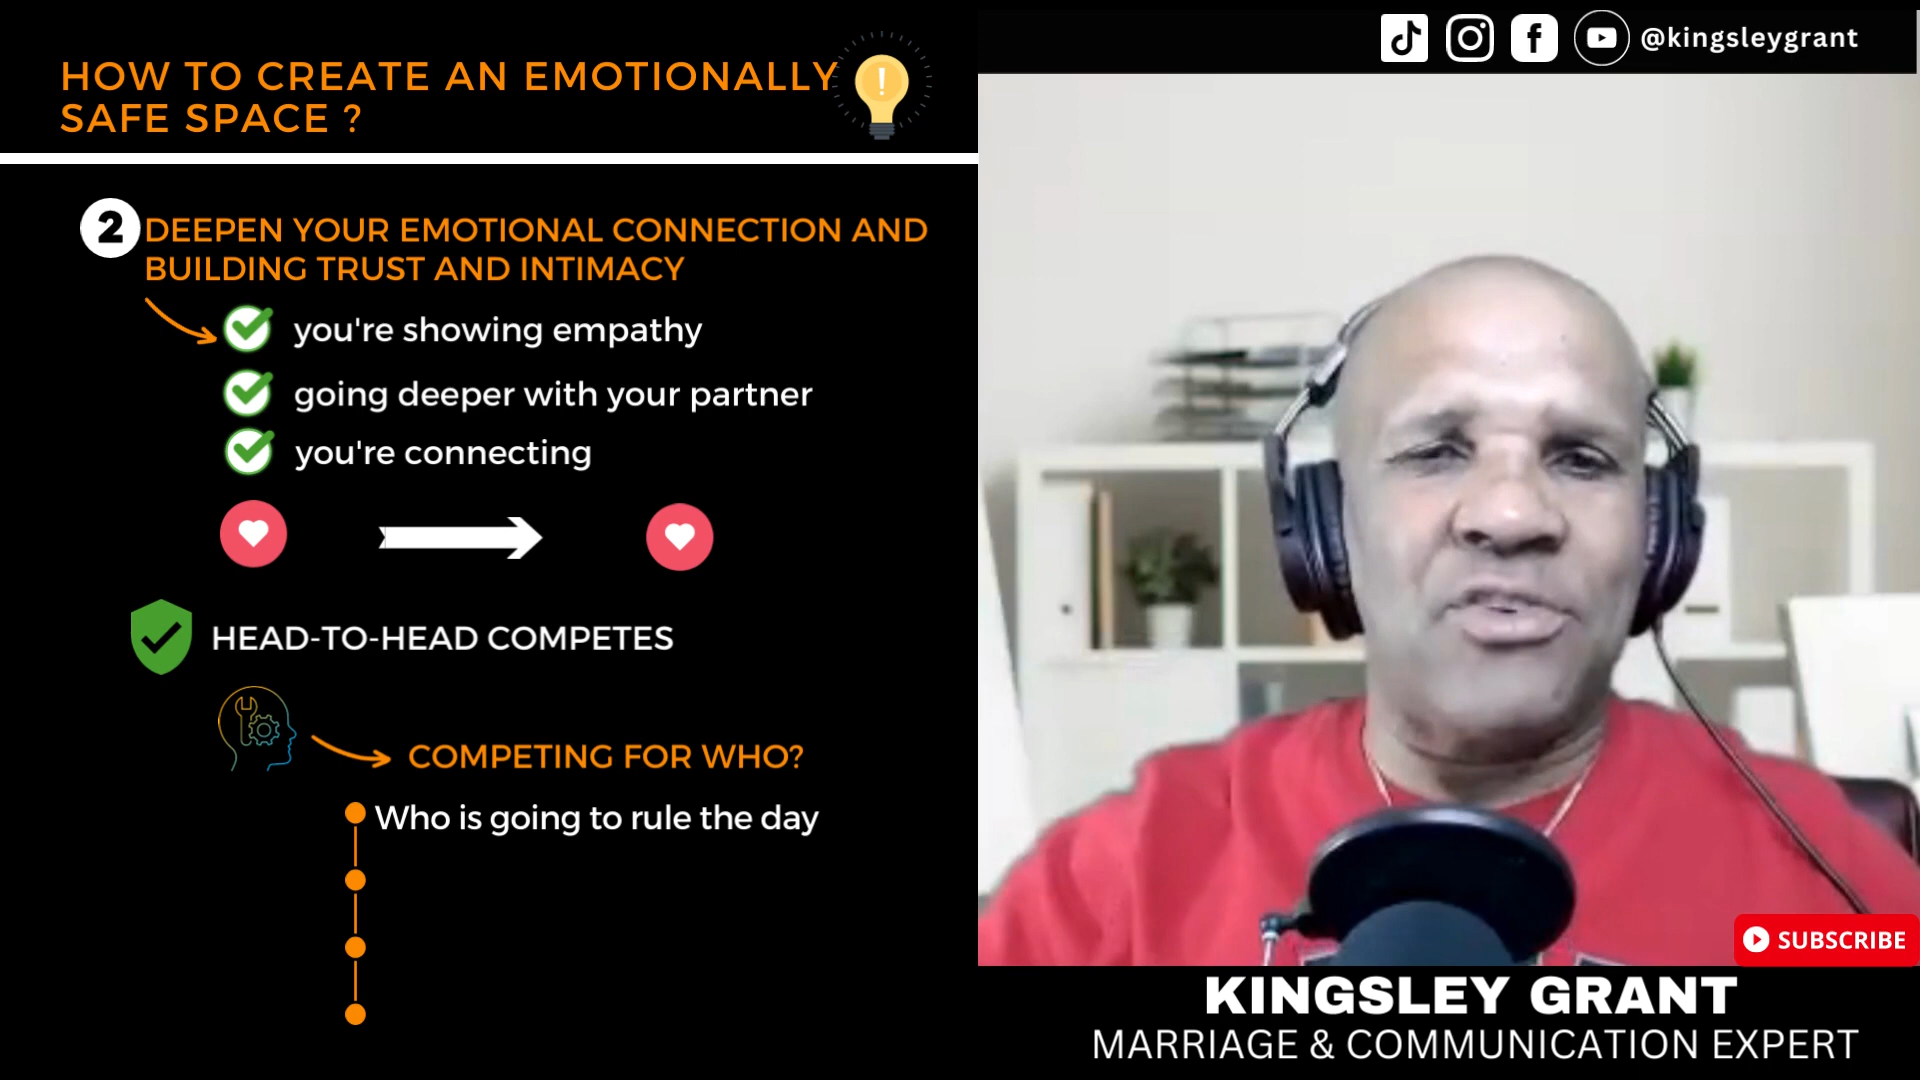 HOW TO CREATE AN EMOTIONALLY
SAFE SPACE ?
2
DEEPEN YOUR EMOTIONAL CONNECTION AND
BUILDING TRUST AND INTIMACY
you're showing empathy
going deeper with your partner
you're connecting
HEAD-TO-HEAD COMPETES
COMPETING FOR WHO?
Who is going to rule the day
@kingsleygrant
SUBSCRIBE
KINGSLEY GRANT
MARRIAGE & COMMUNICATION EXPERT